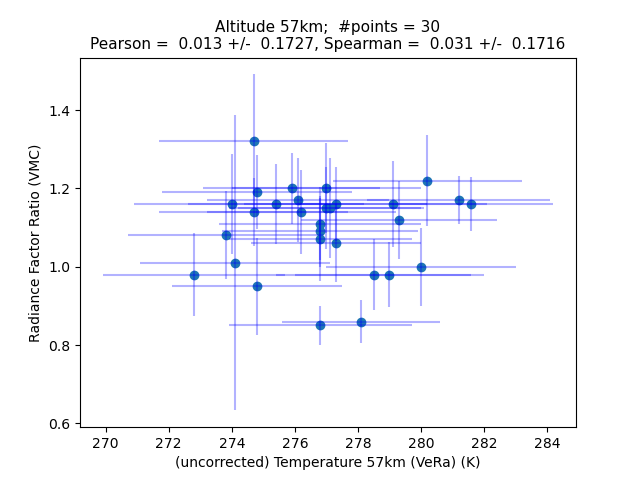 Altitude 57km;  #points = 30
Pearson =  0.013 +/-  0.1727, Spearman =  0.031 +/-  0.1716
1.4
1.2
1.0
0.8
0.6
Radiance Factor Ratio (VMC)
270 272 274 276 278 280 282 284
(uncorrected) Temperature 57km (VeRa) (K)